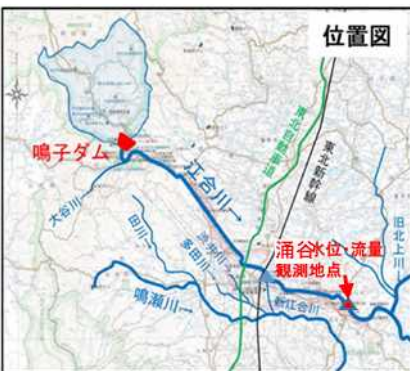 位置図
鳴子ダム
江合川→
東北自動車道
東北新幹線
大谷川
田川
渋井川
多田川
旧北上川
涌谷水位・流量
観測地点
新江合川
鳴瀬川→